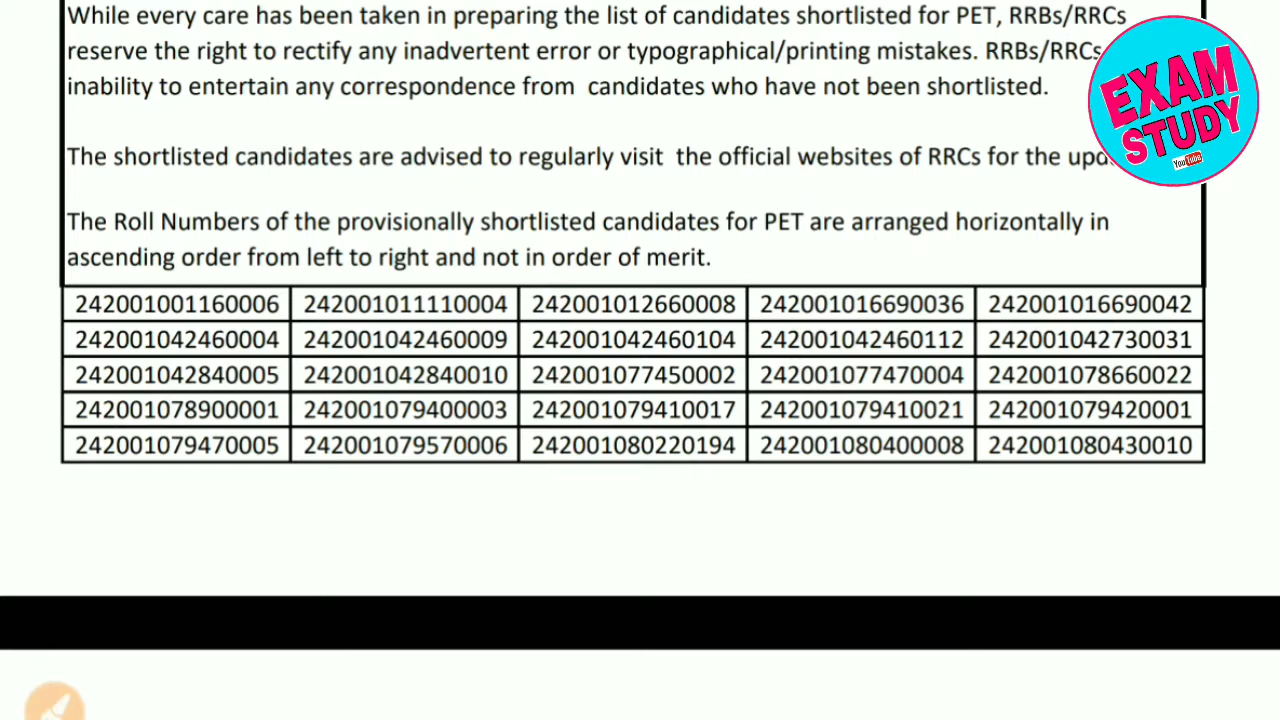 While every care has been taken in preparing the list of candidates shortlisted for PET, RRBs/RRCs
reserve the right to rectify any inadvertent error or typographical/printing mistakes. RRBs/RRCs
inability to entertain any correspondence from candidates who have not been shortlisted.
The shortlisted candidates are advised to regularly visit the official websites of RRCs for the
The Roll Numbers of the provisionally shortlisted candidates for PET are arranged horizontally in
ascending order from left to right and not in order of merit.
242001001160006 242001011110004 242001012660008 242001016690036 242001016690042
242001042460004 242001042460009 242001042460104 242001042460112 242001042730031
242001042840005 242001042840010 242001077450002 242001077470004 242001078660022
242001078900001 242001079400003 242001079410017 242001079410021 242001079420001
242001079470005 242001079570006 242001080220194 242001080400008 242001080430010
EXAM
STUDY
YouTube